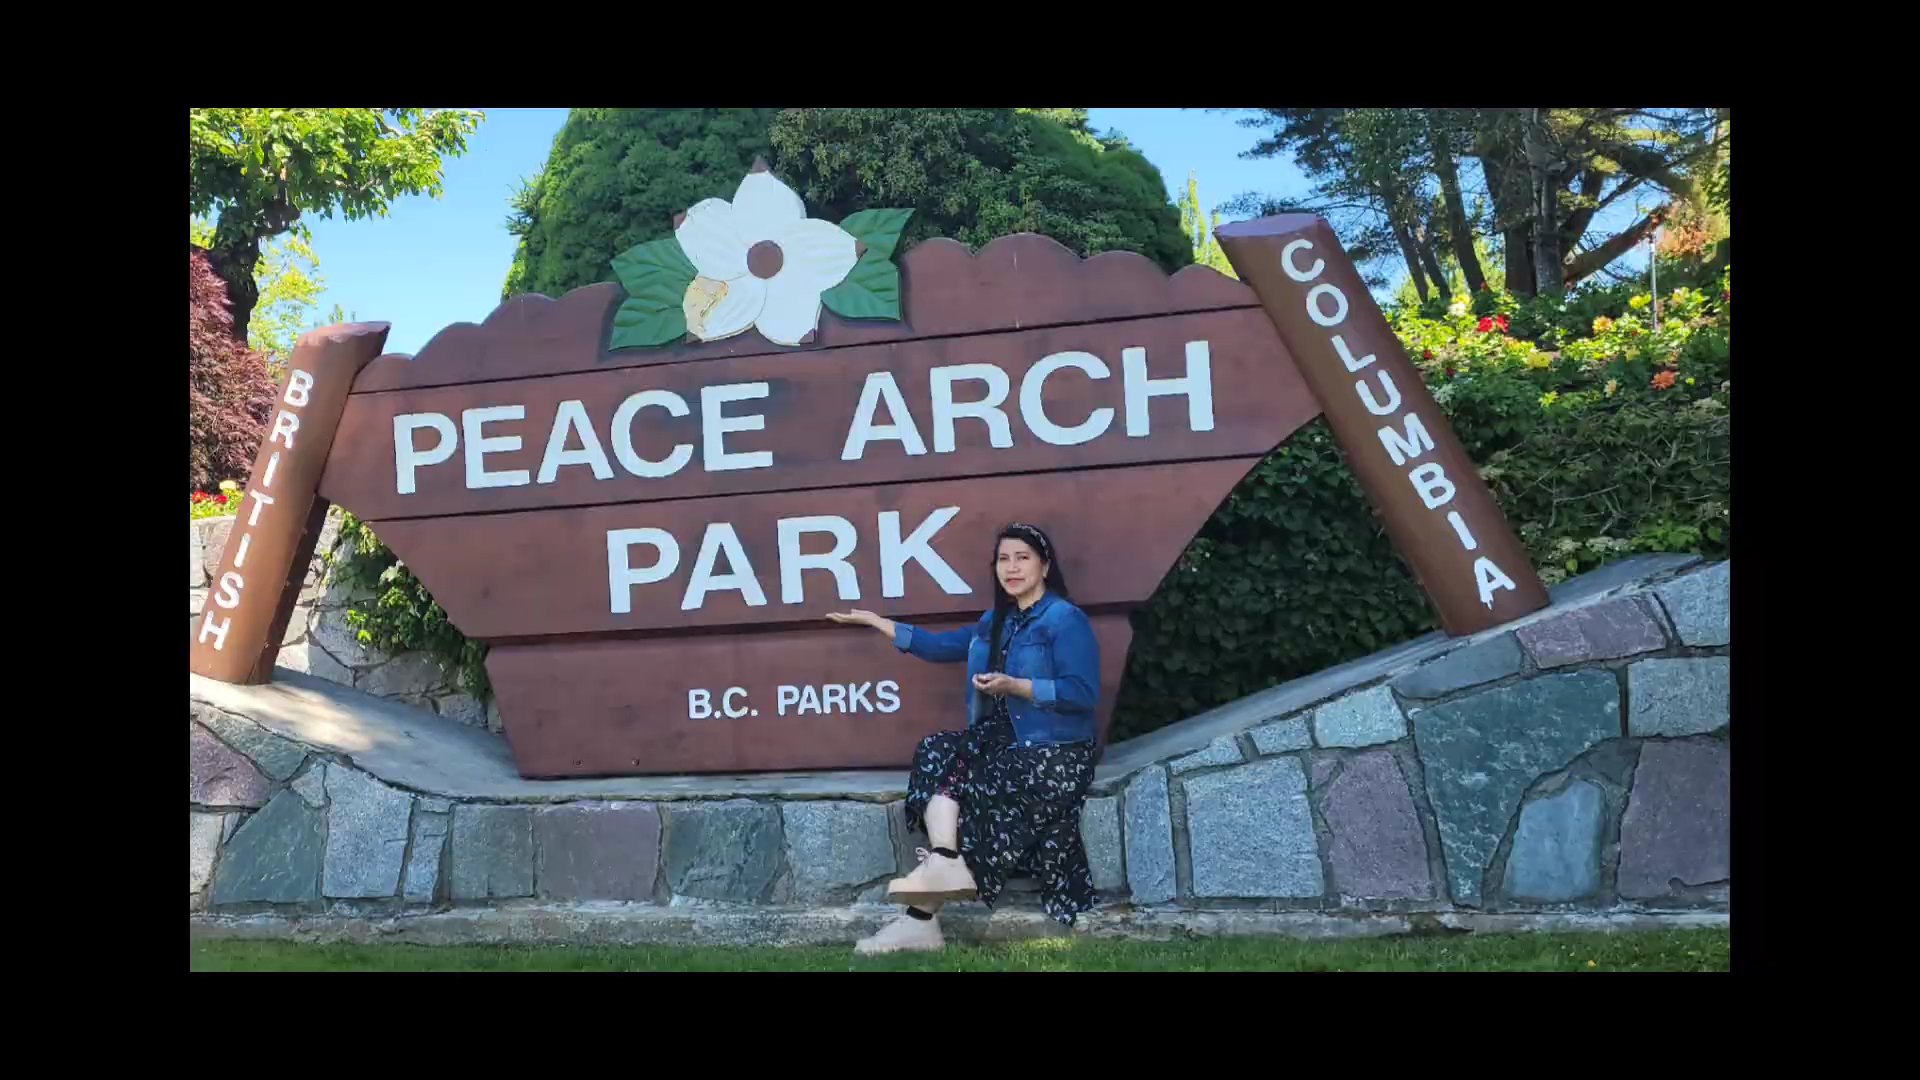 BRITISH
PEACE ARCH
PARK
B.C. PARKS
COLUMBIA